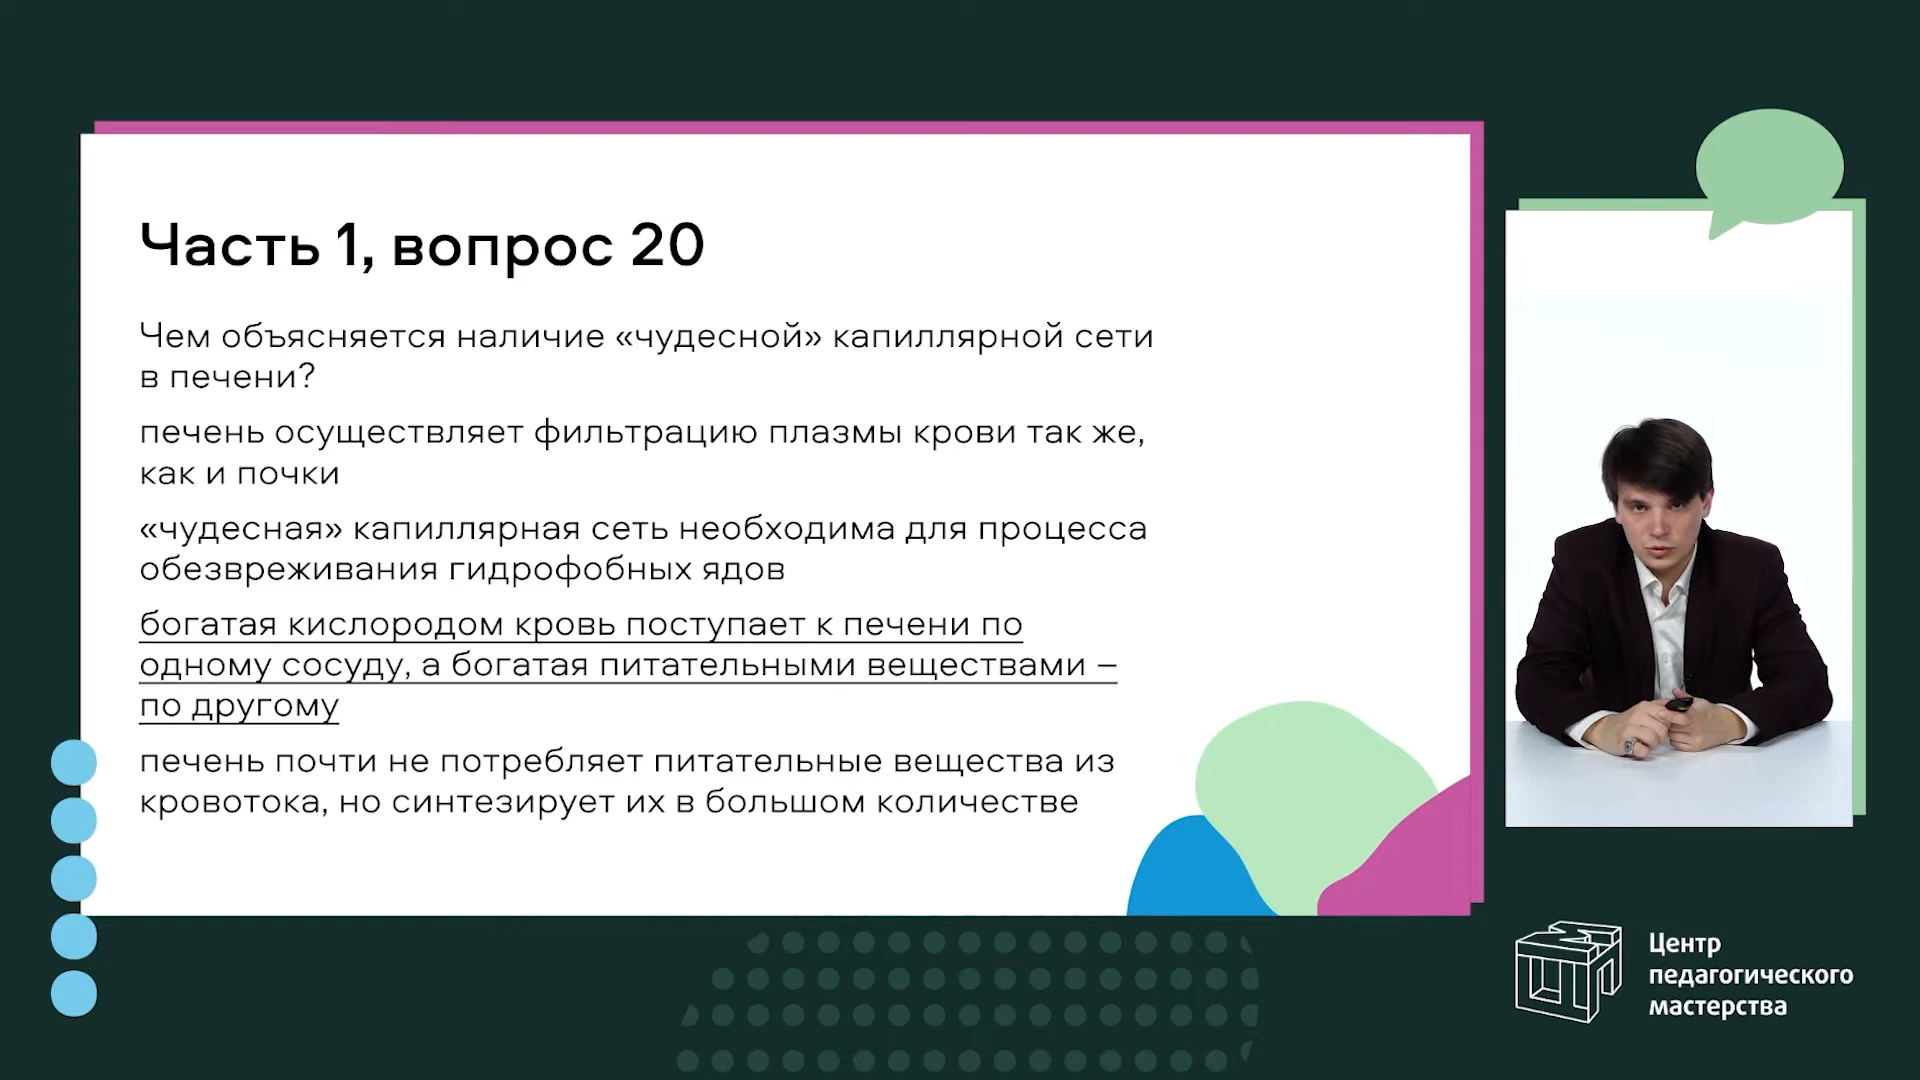 Часть 1, вопрос 20
Чем объясняется наличие «чудесной» капиллярной сети
в печени?
печень осуществляет фильтрацию плазмы крови так же,
как и почки
«чудесная» капиллярная сеть необходима для процесса
обезвреживания гидрофобных ядов
богатая кислородом кровь поступает к печени по
одному сосуду, а богатая питательными веществами –
по другому
печень почти не потребляет питательные вещества из
кровотока, но синтезирует их в большом количестве
Центр
педагогического
мастерства